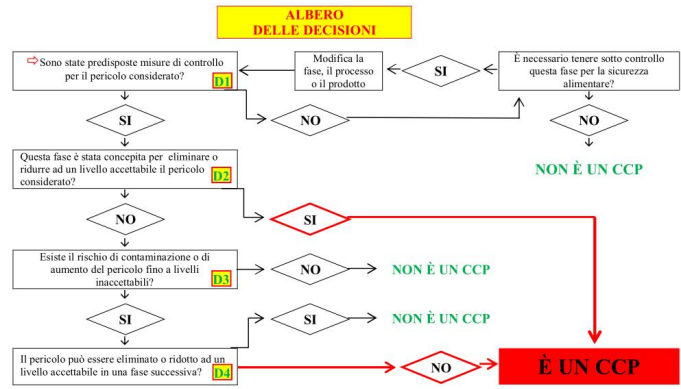 ALBERO
DELLE DECISIONI
⇨Sono state predisposte misure di controllo
per il pericolo considerato?
D1
Modifica la
fase, il processo
o il prodotto
SI
È necessario tenere sotto controllo
questa fase per la sicurezza
alimentare?
SI
NO
NO
NON È UN CCP
Questa fase è stata concepita per eliminare o
ridurre ad un livello accettabile il pericolo
considerato?
D2
NO
SI
Esiste il rischio di contaminazione o di
aumento del pericolo fino a livelli
inaccettabili?
D3
NO
NON È UN CCP
SI
SI
NON È UN CCP
Il pericolo può essere eliminato o ridotto ad un
livello accettabile in una fase successiva?
D4
NO
È UN CCP